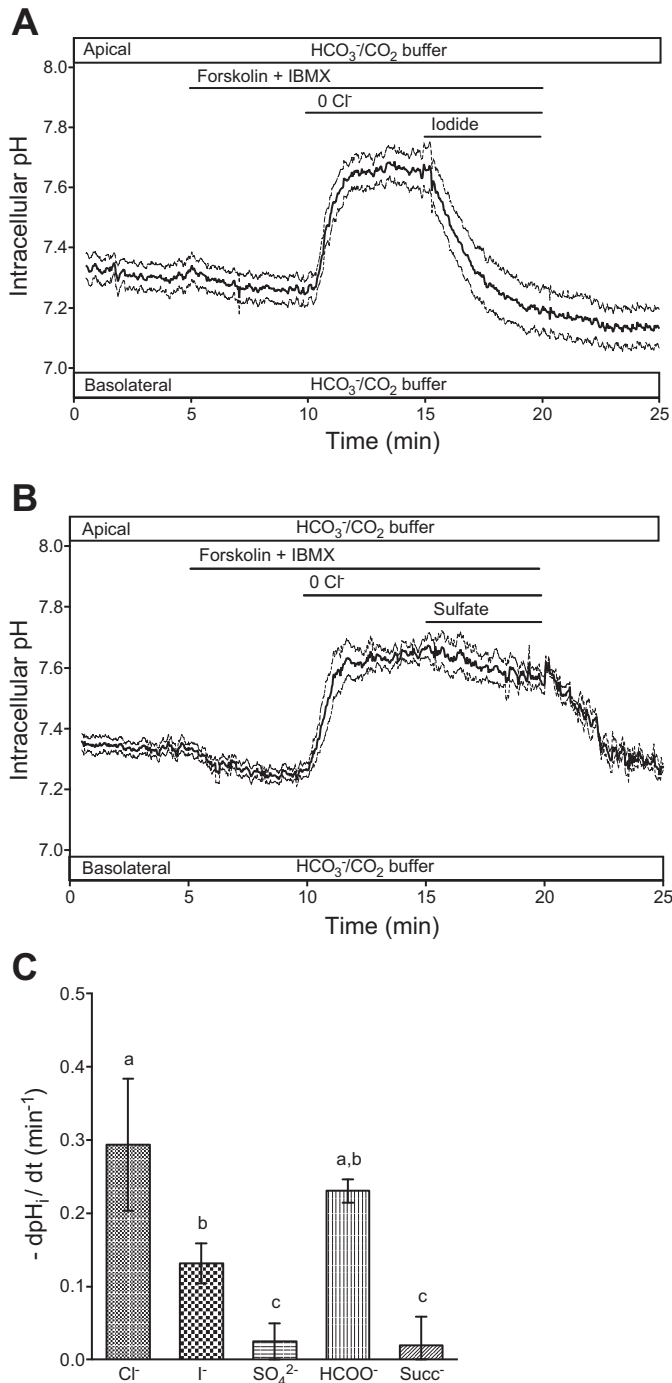 A
Apical HCO₃⁻/CO₂ buffer
8.0
Forskolin + IBMX
0 Cl⁻
7.8
Iodide
7.6
Intracellular pH
7.4
7.2
7.0
Basolateral HCO₃⁻/CO₂ buffer
0 5 10 15 20 25
Time (min)
B
Apical HCO₃⁻/CO₂ buffer
8.0
Forskolin + IBMX
0 Cl⁻
7.8
Sulfate
7.6
Intracellular pH
7.4
7.2
7.0
Basolateral HCO₃⁻/CO₂ buffer
0 5 10 15 20 25
Time (min)
C
0.5
a
0.4
a,b
0.3
- dpHᵢ / dt (min⁻¹)
b
0.2
0.1
c c
0.0
Cl⁻ I⁻ SO₄²⁻ HCOO⁻ Succ⁻